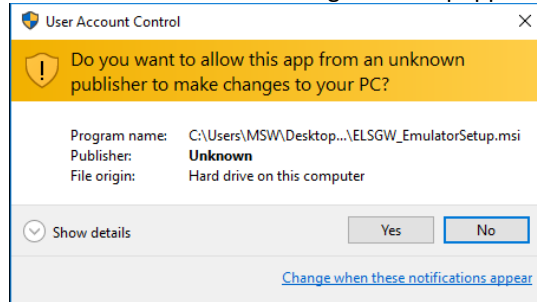 User Account Control
Do you want to allow this app from an unknown
publisher to make changes to your PC?
Program name: C:\Users\MSW\Desktop...\ELSGW_EmulatorSetup.msi
Publisher: Unknown
File origin: Hard drive on this computer
Show details
Yes
No
Change when these notifications appear